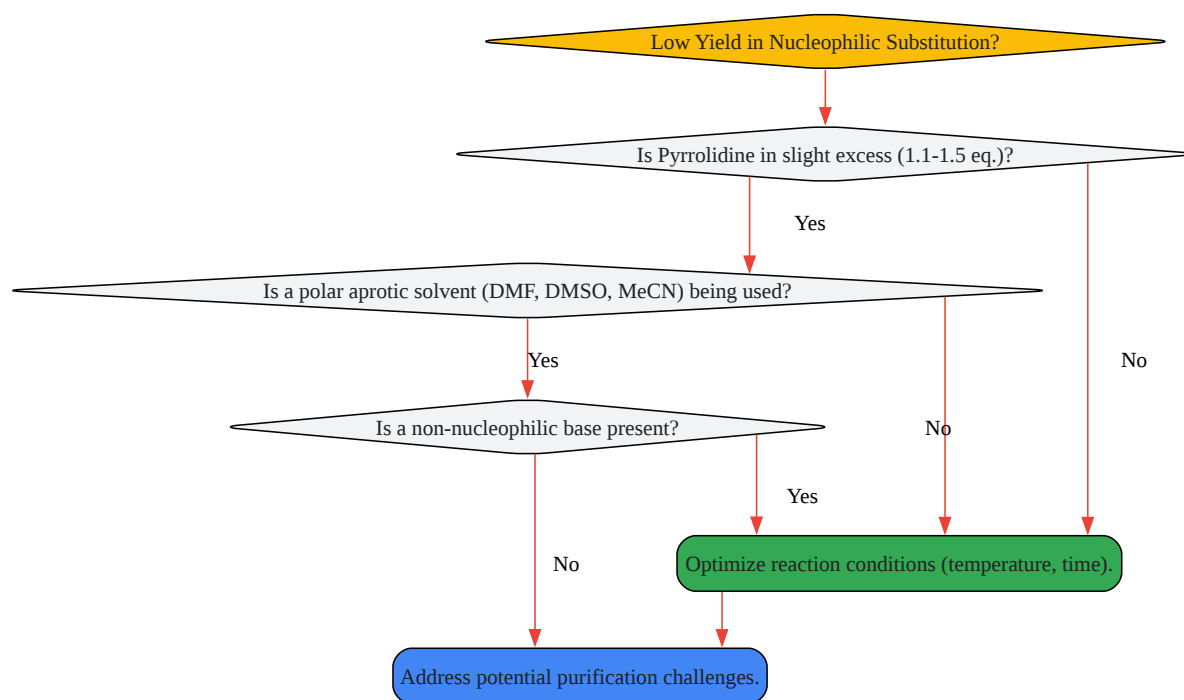 Low Yield in Nucleophilic Substitution?
Is Pyrrolidine in slight excess (1.1-1.5 eq.)?
Yes
Is a polar aprotic solvent (DMF, DMSO, MeCN) being used?
Yes
No
Is a non-nucleophilic base present?
No
Yes
No
Optimize reaction conditions (temperature, time).
Address potential purification challenges.